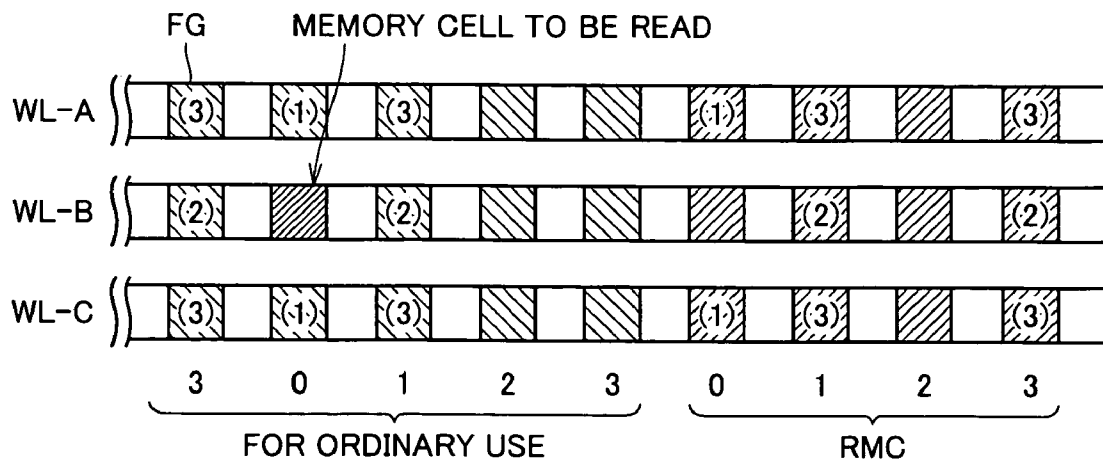 FG MEMORY CELL TO BE READ
WL-A (3) (1) (3) (1) (3) (3)
WL-B (2) (2) (2) (2)
WL-C (3) (1) (3) (1) (3) (3)
3 0 1 2 3 0 1 2 3
FOR ORDINARY USE RMC